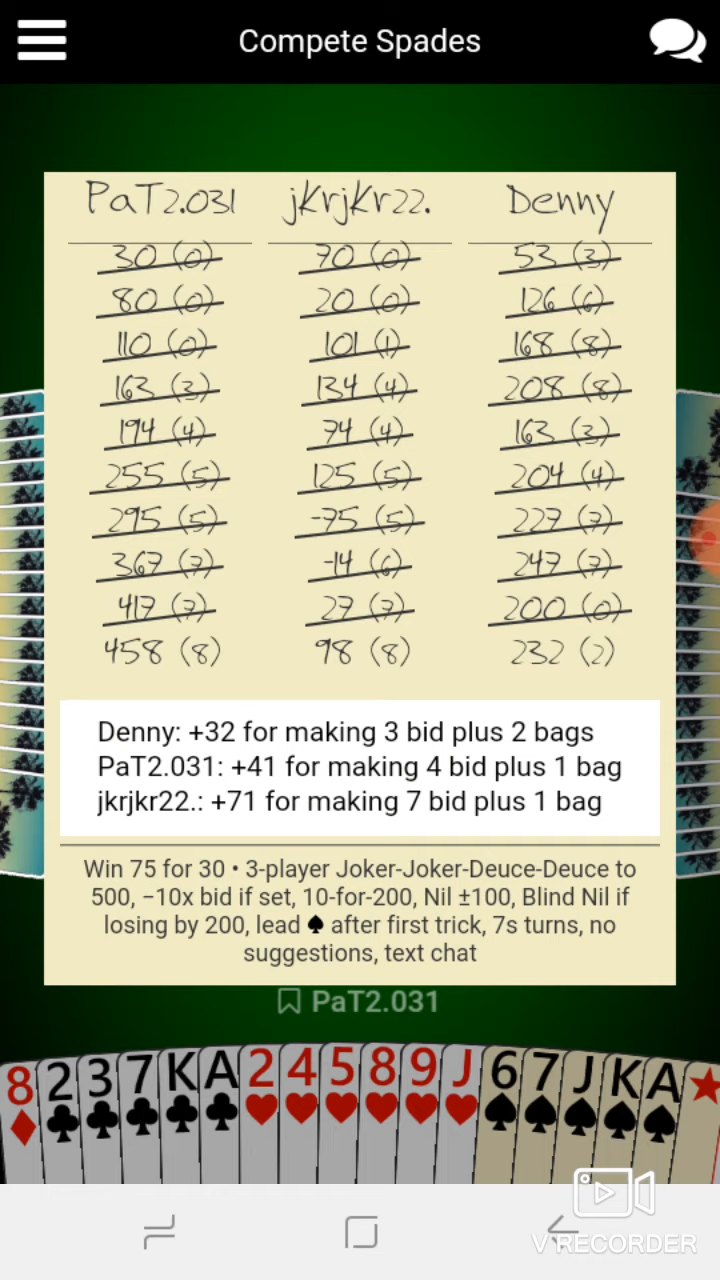 Compete Spades
PaT2.031 jkrjkr22. Denny
30 (0) 70 (0) 53 (3)
80 (0) 20 (0) 126 (6)
110 (0) 101 (1) 168 (8)
163 (3) 134 (4) 208 (8)
194 (4) 74 (4) 163 (3)
255 (5) 125 (5) 204 (4)
295 (5) -75 (5) 227 (7)
367 (7) -14 (6) 247 (7)
417 (7) 27 (7) 200 (0)
458 (8) 98 (8) 232 (2)
Denny: +32 for making 3 bid plus 2 bags
PaT2.031: +41 for making 4 bid plus 1 bag
jkrjkr22.: +71 for making 7 bid plus 1 bag
Win 75 for 30 • 3-player Joker-Joker-Deuce-Deuce to
500, −10x bid if set, 10-for-200, Nil ±100, Blind Nil if
losing by 200, lead ♠ after first trick, 7s turns, no
suggestions, text chat
PaT2.031
8 2 3 7 K A 2 4 5 8 9 J 6 7 J K A
V RECORDER